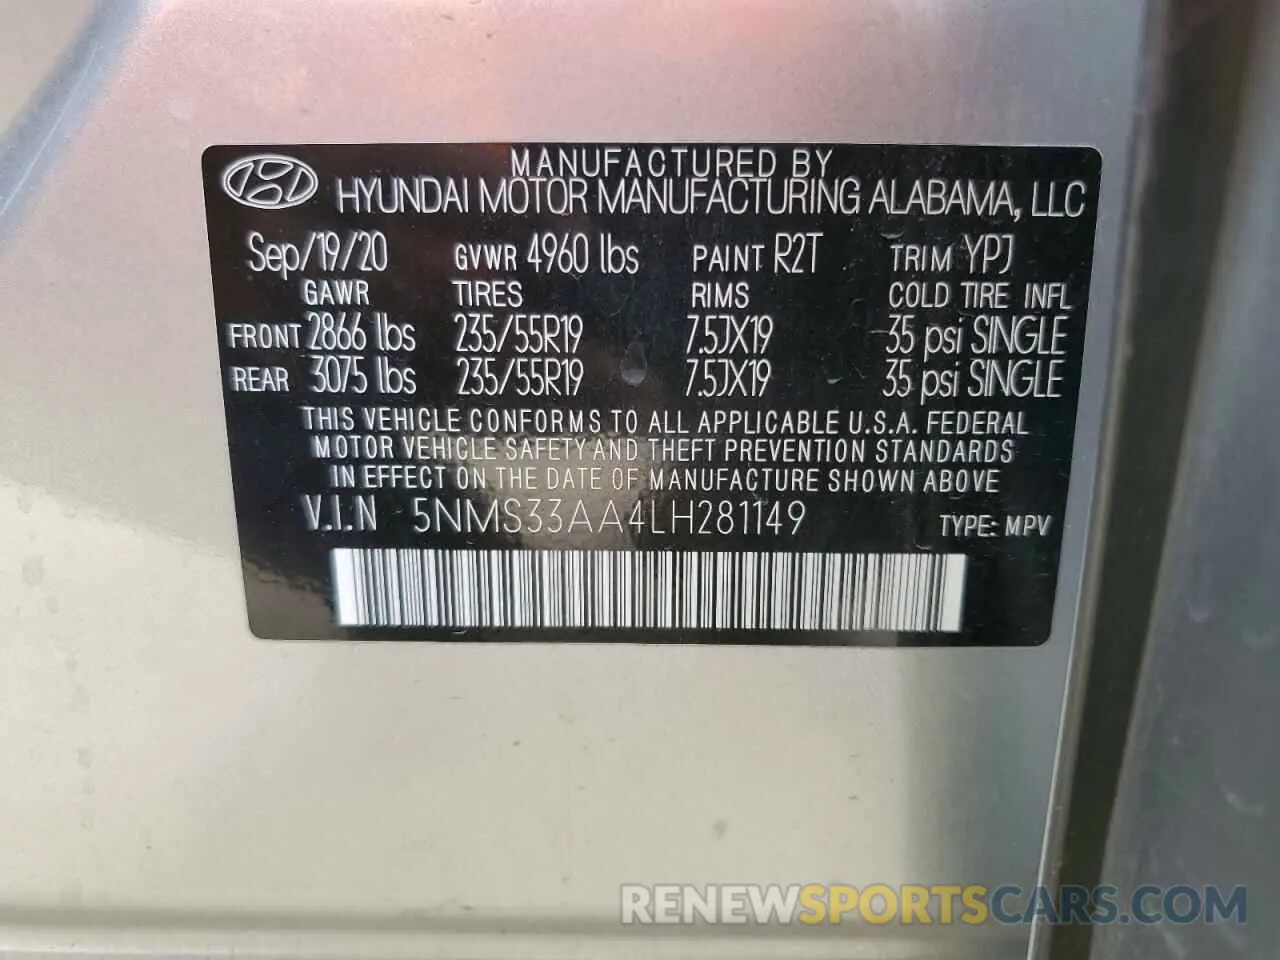 MANUFACTURED BY
HYUNDAI MOTOR MANUFACTURING ALABAMA, LLC
Sep/19/20 GVWR 4960 lbs PAINT R2T TRIM YPJ
GAWR TIRES RIMS COLD TIRE INFL
FRONT 2866 lbs 235/55R19 7.5JX19 35 psi SINGLE
REAR 3075 lbs 235/55R19 7.5JX19 35 psi SINGLE
THIS VEHICLE CONFORMS TO ALL APPLICABLE U.S.A. FEDERAL
MOTOR VEHICLE SAFETY AND THEFT PREVENTION STANDARDS
IN EFFECT ON THE DATE OF MANUFACTURE SHOWN ABOVE
V.I.N 5NMS33AA4LH281149 TYPE: MPV
RENEWSPORTSCARS.COM